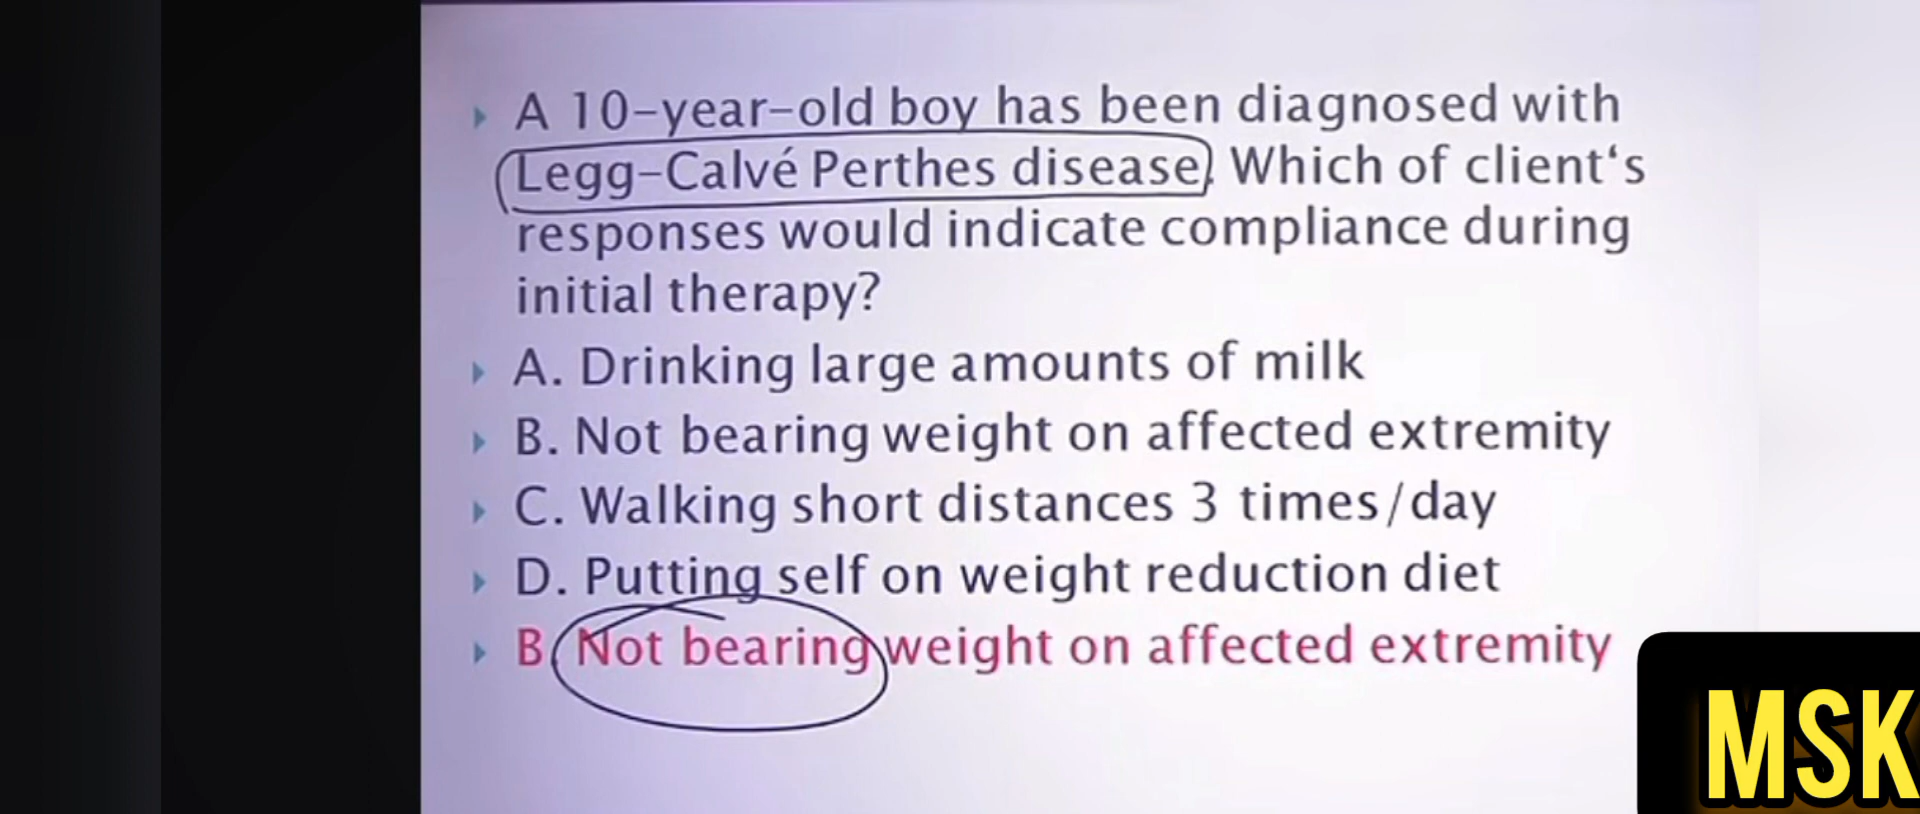 A 10-year-old boy has been diagnosed with
Legg-Calvé Perthes disease. Which of client‘s
responses would indicate compliance during
initial therapy?
A. Drinking large amounts of milk
B. Not bearing weight on affected extremity
C. Walking short distances 3 times/day
D. Putting self on weight reduction diet
B. Not bearing weight on affected extremity
MSK